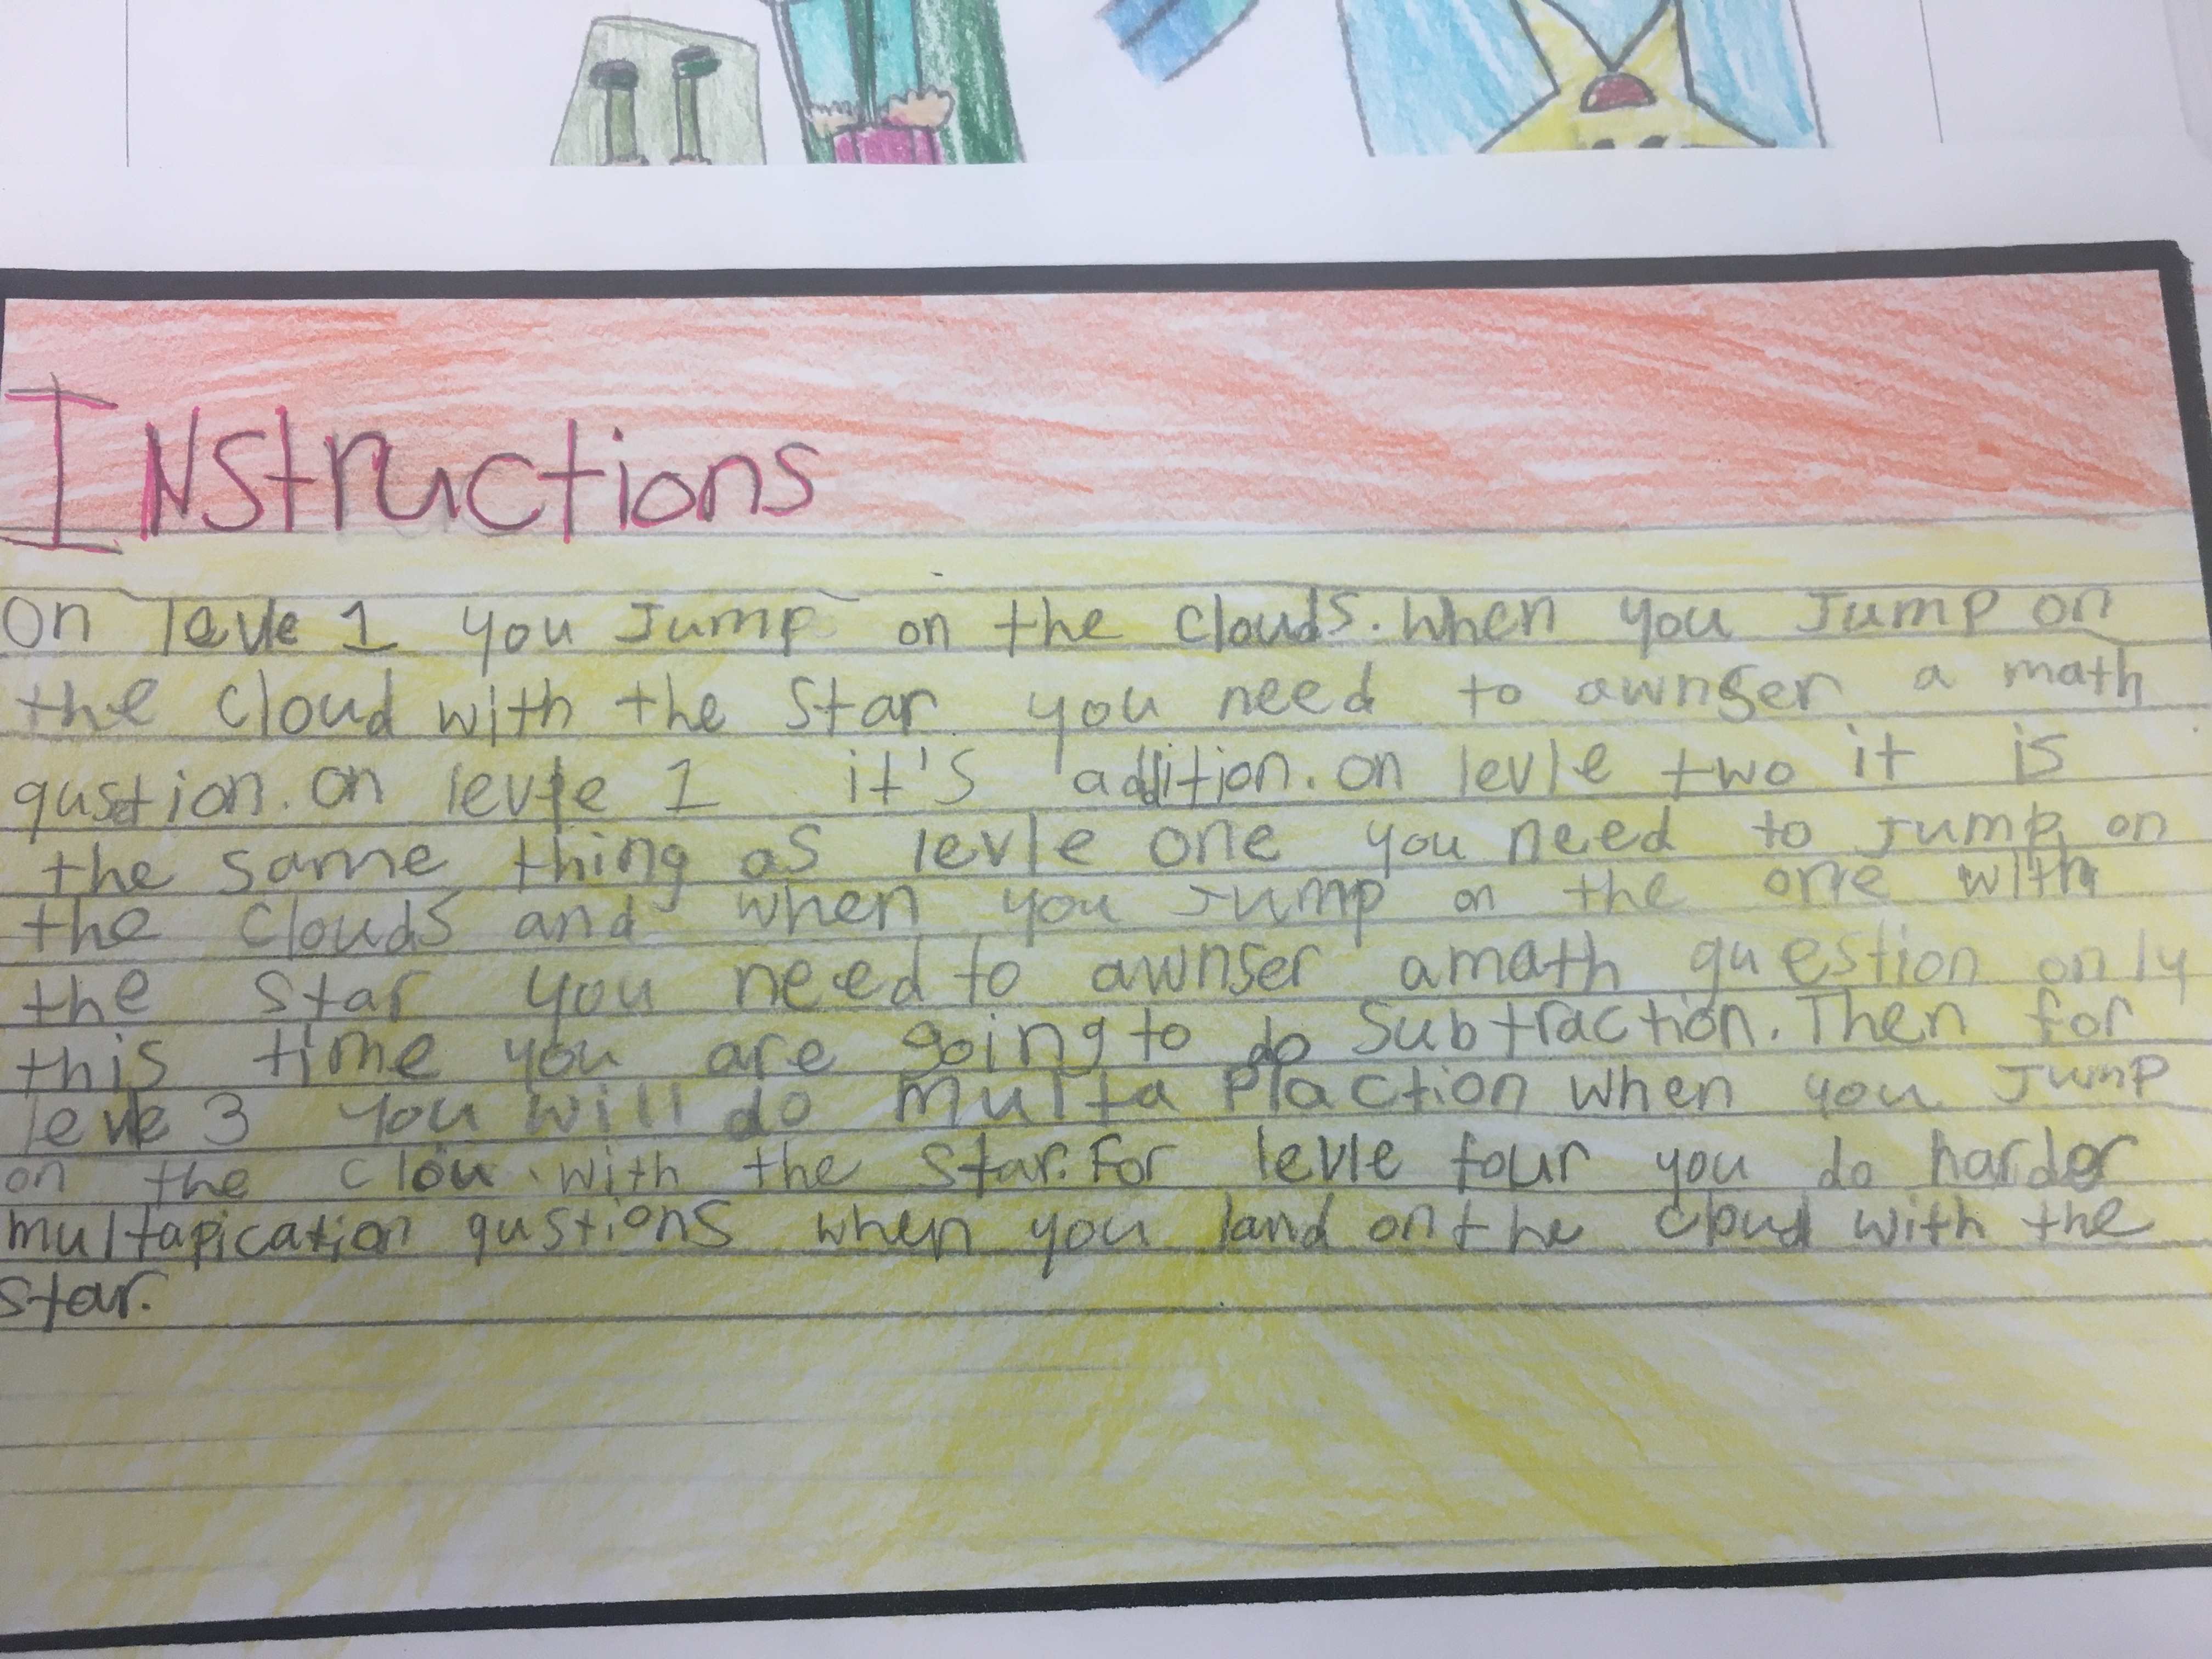 Instructions
On levle 1 you Jump on the clouds. When you Jump on
the cloud with the star you need to awnser a math
qustion. on levle 1 it's addition. on levle two it is
the same thing as levle one you need to Jump on
the clouds and when you Jump on the one with
the star you need to awnser amath question only
this time you are going to do Subtraction. Then for
levle 3 you will do multa Plaction when you Jump
on the clou with the star. For levle four you do harder
multapication qustions when you land on the cloud with the
star.